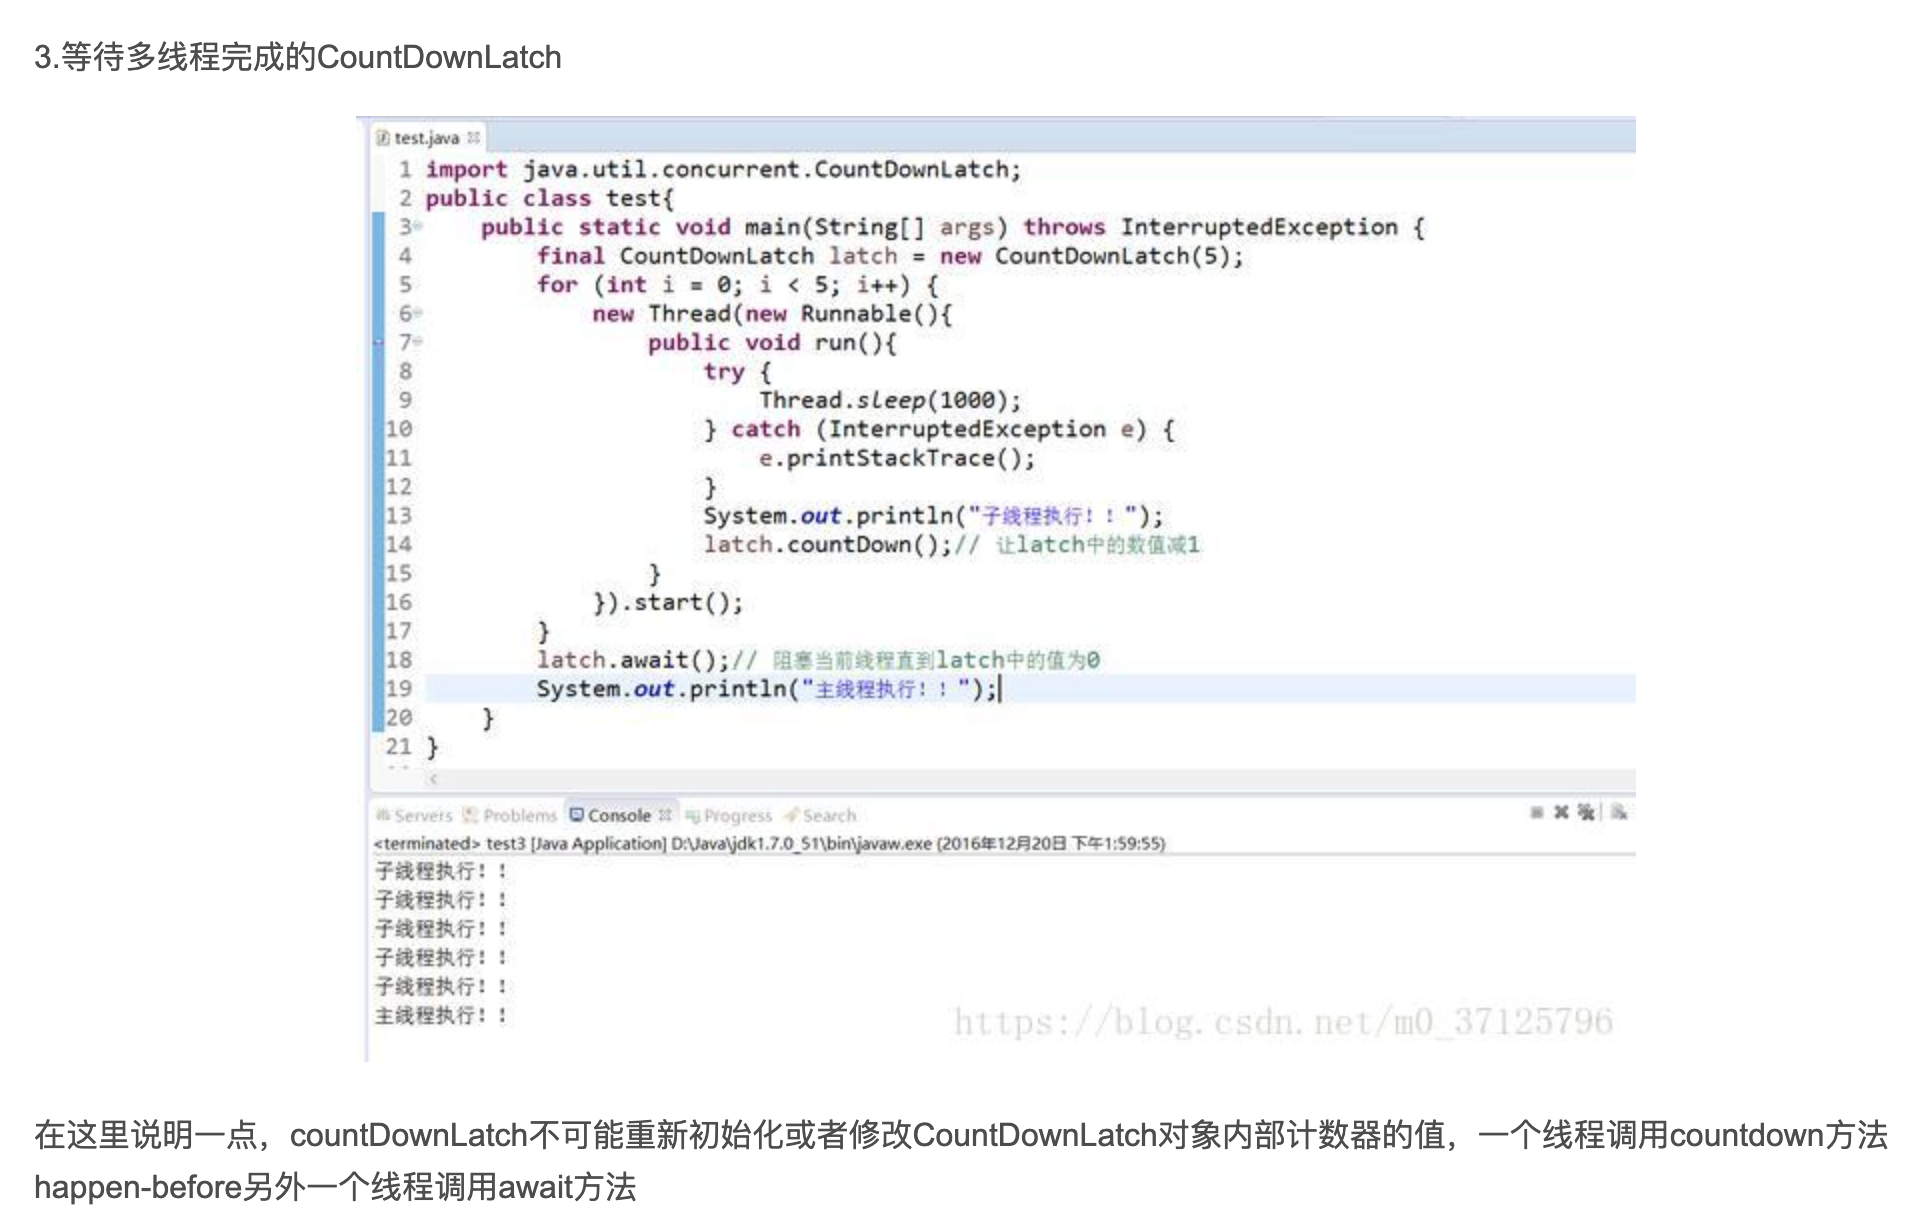 3.等待多线程完成的CountDownLatch
test.java
1 import java.util.concurrent.CountDownLatch;
2 public class test{
3 public static void main(String[] args) throws InterruptedException {
4 final CountDownLatch latch = new CountDownLatch(5);
5 for (int i = 0; i < 5; i++) {
6 new Thread(new Runnable(){
7 public void run(){
8 try {
9 Thread.sleep(1000);
10 } catch (InterruptedException e) {
11 e.printStackTrace();
12 }
13 System.out.println("子线程执行！！");
14 latch.countDown();// 让latch中的数值减1
15 }
16 }).start();
17 }
18 latch.await();// 阻塞当前线程直到latch中的值为0
19 System.out.println("主线程执行！！");
20 }
21 }
Servers Problems Console Progress Search
<terminated> test3 [Java Application] D:\Java\jdk1.7.0_51\bin\javaw.exe (2016年12月20日 下午1:59:55)
子线程执行！！
子线程执行！！
子线程执行！！
子线程执行！！
子线程执行！！
主线程执行！！
https://blog.csdn.net/m0_37125796
在这里说明一点，countDownLatch不可能重新初始化或者修改CountDownLatch对象内部计数器的值，一个线程调用countdown方法
happen-before另外一个线程调用await方法